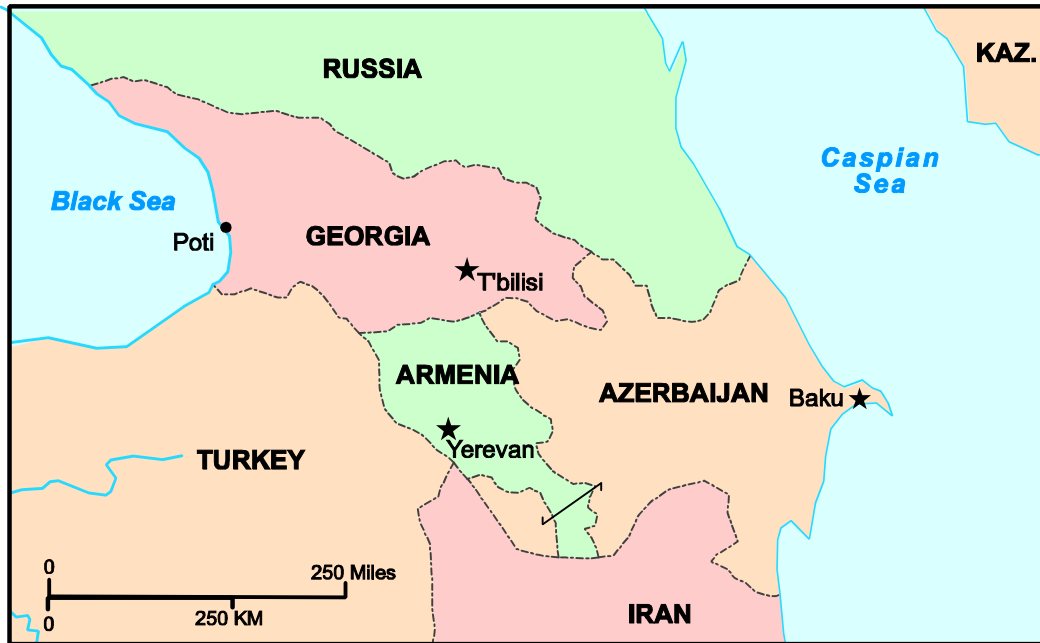 RUSSIA
KAZ.
Caspian
Sea
Black Sea
Poti
GEORGIA
T'bilisi
ARMENIA
AZERBAIJAN
Baku
Yerevan
TURKEY
0
250 Miles
0
250 KM
IRAN